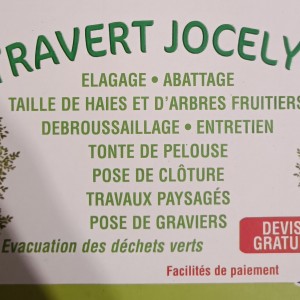 TRAVERT JOCELY
ELAGAGE • ABATTAGE
TAILLE DE HAIES ET D'ARBRES FRUITIERS
DEBROUSSAILLAGE • ENTRETIEN
TONTE DE PELOUSE
POSE DE CLÔTURE
TRAVAUX PAYSAGÉS
POSE DE GRAVIERS
DEVIS
GRATU
Evacuation des déchets verts
Facilités de paiement